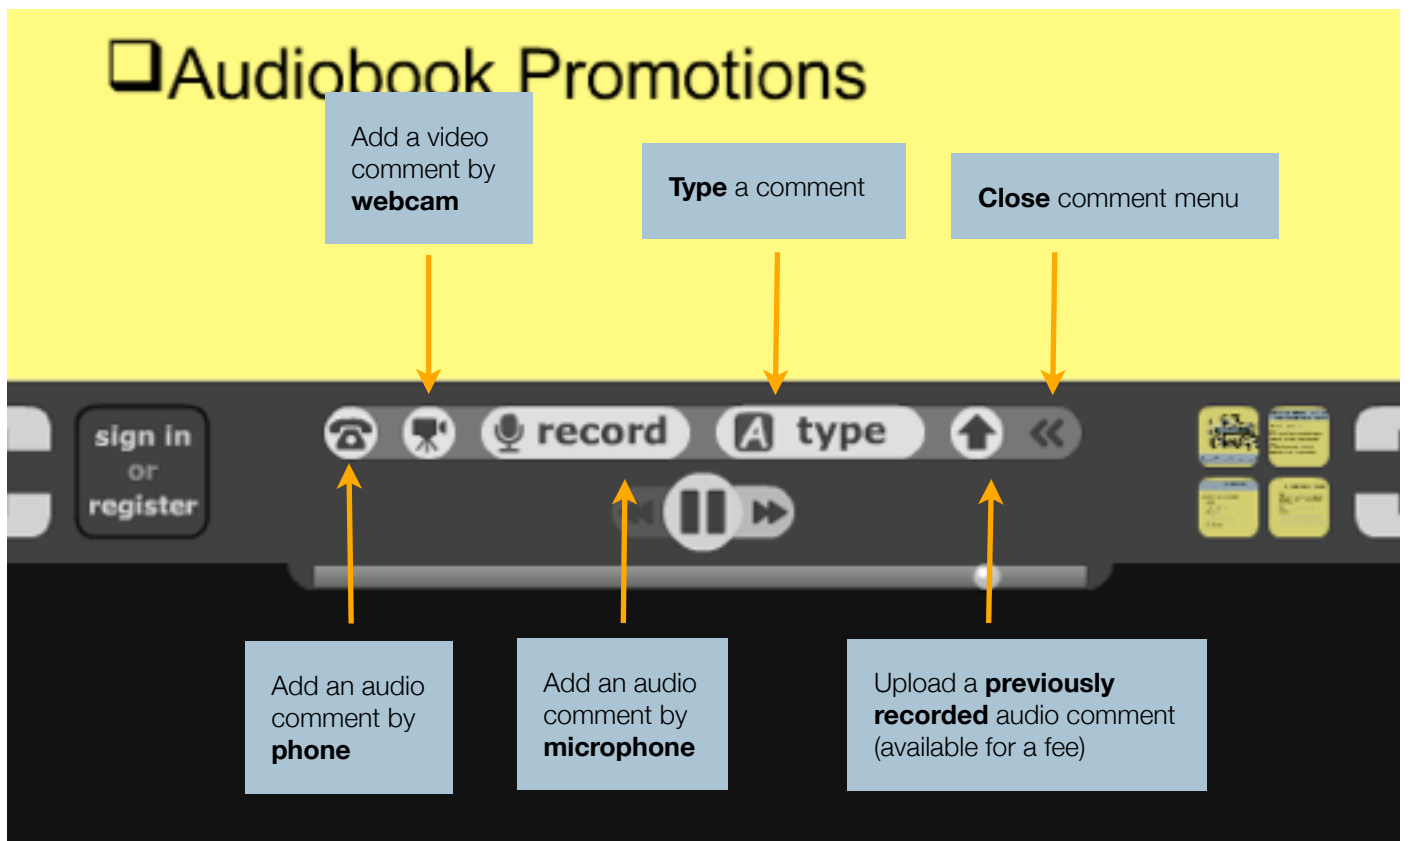 ❏Audiobook Promotions
Add a video
comment by
webcam
Type a comment
Close comment menu
sign in
or
register
record
A type
Add an audio
comment by
phone
Add an audio
comment by
microphone
Upload a previously
recorded audio comment
(available for a fee)